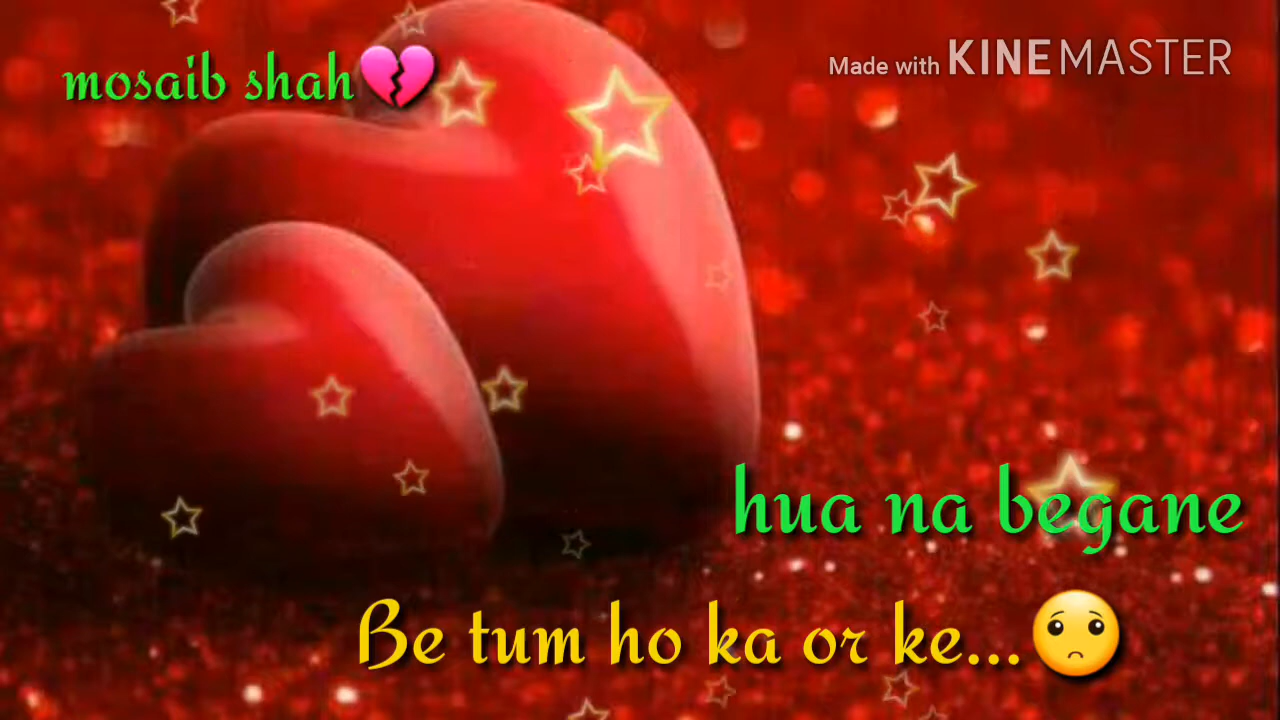 mosaib shah💔
Made with KINEMASTER
hua na begane
Be tum ho ka or ke...🙁